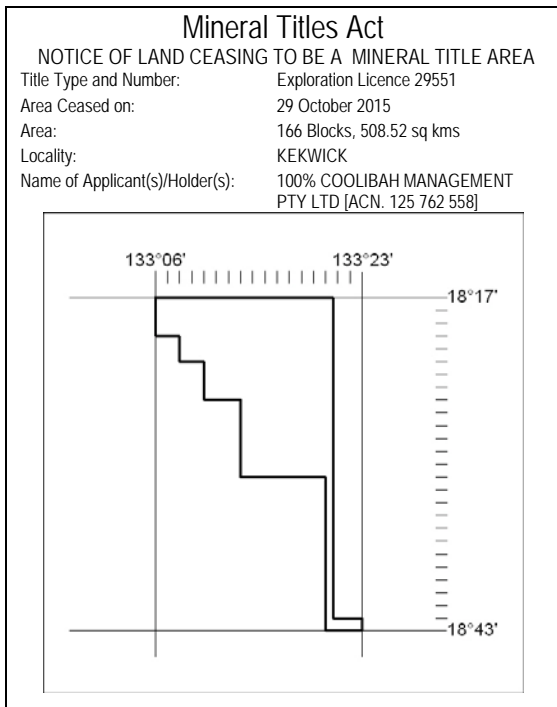 Mineral Titles Act
NOTICE OF LAND CEASING TO BE A MINERAL TITLE AREA
Title Type and Number: Exploration Licence 29551
Area Ceased on: 29 October 2015
Area: 166 Blocks, 508.52 sq kms
Locality: KEKWICK
Name of Applicant(s)/Holder(s): 100% COOLIBAH MANAGEMENT
PTY LTD [ACN. 125 762 558]
133°06' 133°23'
18°17'
18°43'